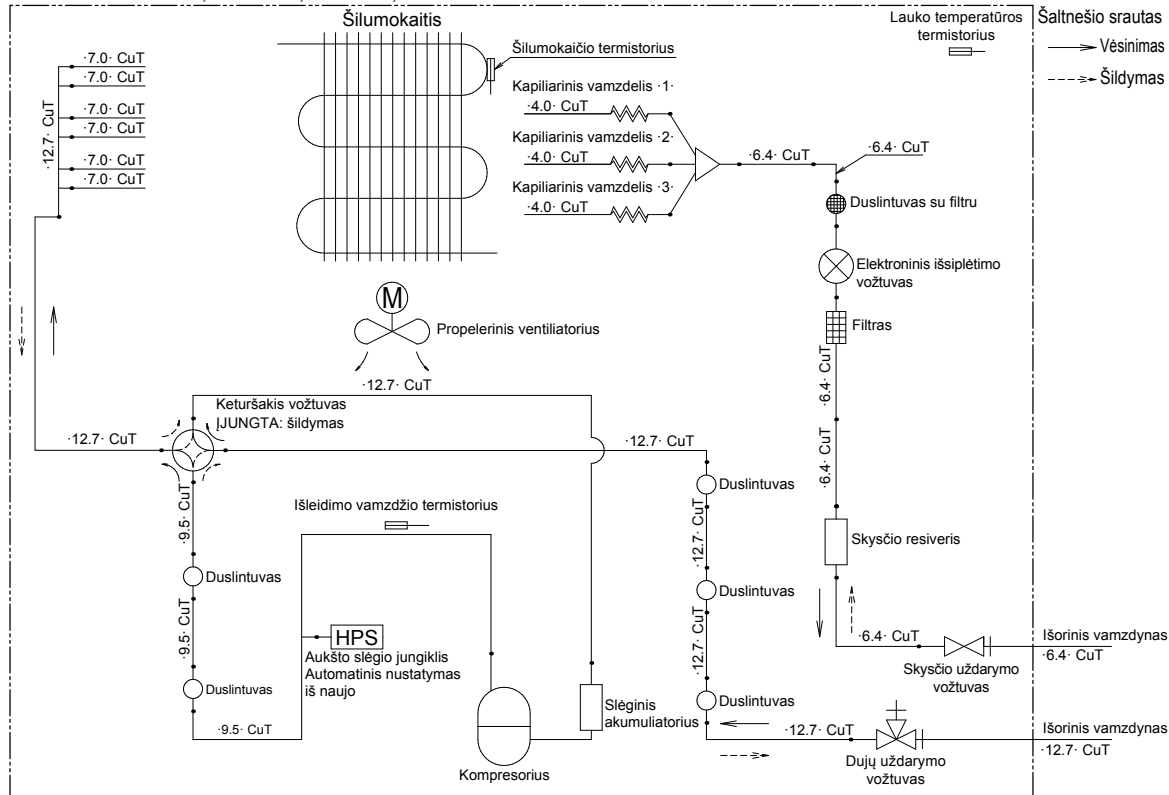 Šilumokaitis
Lauko temperatūros
termistorius
Šaltnešio srautas
Vėsinimas
Šildymas
·7.0· CuT
·7.0· CuT
·7.0· CuT
·7.0· CuT
·7.0· CuT
·7.0· CuT
·12.7· CuT
Šilumokaičio termistorius
Kapiliarinis vamzdelis ·1·
·4.0· CuT
Kapiliarinis vamzdelis ·2·
·4.0· CuT
Kapiliarinis vamzdelis ·3·
·4.0· CuT
·6.4· CuT
·6.4· CuT
Duslintuvas su filtru
Elektroninis išsiplėtimo
vožtuvas
Filtras
·6.4· CuT
·6.4· CuT
M
Propelerinis ventiliatorius
·12.7· CuT
Keturšakis vožtuvas
ĮJUNGTA: šildymas
·12.7· CuT
·12.7· CuT
·9.5· CuT
Duslintuvas
·9.5· CuT
Duslintuvas
·9.5· CuT
Išleidimo vamzdžio termistorius
HPS
Aukšto slėgio jungiklis
Automatinis nustatymas
iš naujo
Kompresorius
Slėginis
akumuliatorius
Duslintuvas
·12.7· CuT
Duslintuvas
·12.7· CuT
Duslintuvas
·12.7· CuT
Skysčio resiveris
·6.4· CuT
Skysčio uždarymo
vožtuvas
Išorinis vamzdynas
·6.4· CuT
Dujų uždarymo
vožtuvas
Išorinis vamzdynas
·12.7· CuT